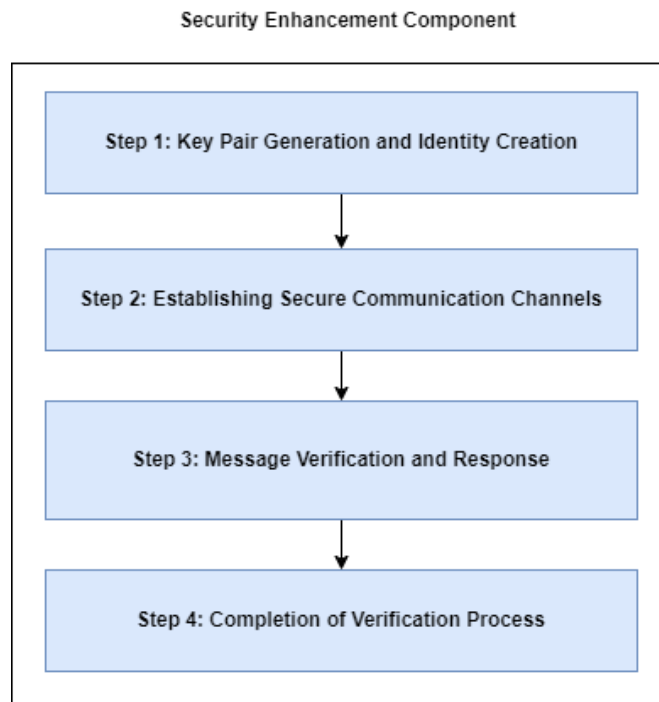 Security Enhancement Component
Step 1: Key Pair Generation and Identity Creation
Step 2: Establishing Secure Communication Channels
Step 3: Message Verification and Response
Step 4: Completion of Verification Process